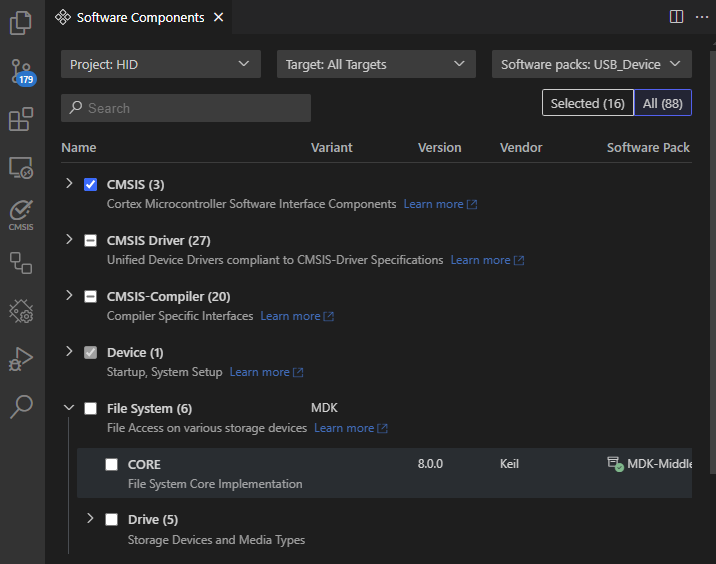 Software Components
Project: HID
Target: All Targets
Software packs: USB_Device
179
Search
Selected (16)
All (88)
Name
Variant
Version
Vendor
Software Pack
CMSIS (3)
Cortex Microcontroller Software Interface Components Learn more
CMSIS
CMSIS Driver (27)
Unified Device Drivers compliant to CMSIS-Driver Specifications Learn more
CMSIS-Compiler (20)
Compiler Specific Interfaces Learn more
Device (1)
Startup, System Setup Learn more
File System (6)
MDK
File Access on various storage devices Learn more
CORE
8.0.0
Keil
MDK-Middle
File System Core Implementation
Drive (5)
Storage Devices and Media Types